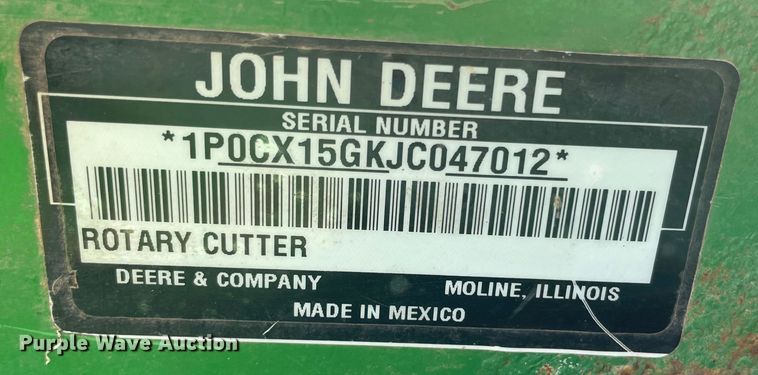 JOHN DEERE
SERIAL NUMBER
*1P0CX15GKJC047012*
ROTARY CUTTER
DEERE & COMPANY MOLINE, ILLINOIS
MADE IN MEXICO
Purple Wave Auction